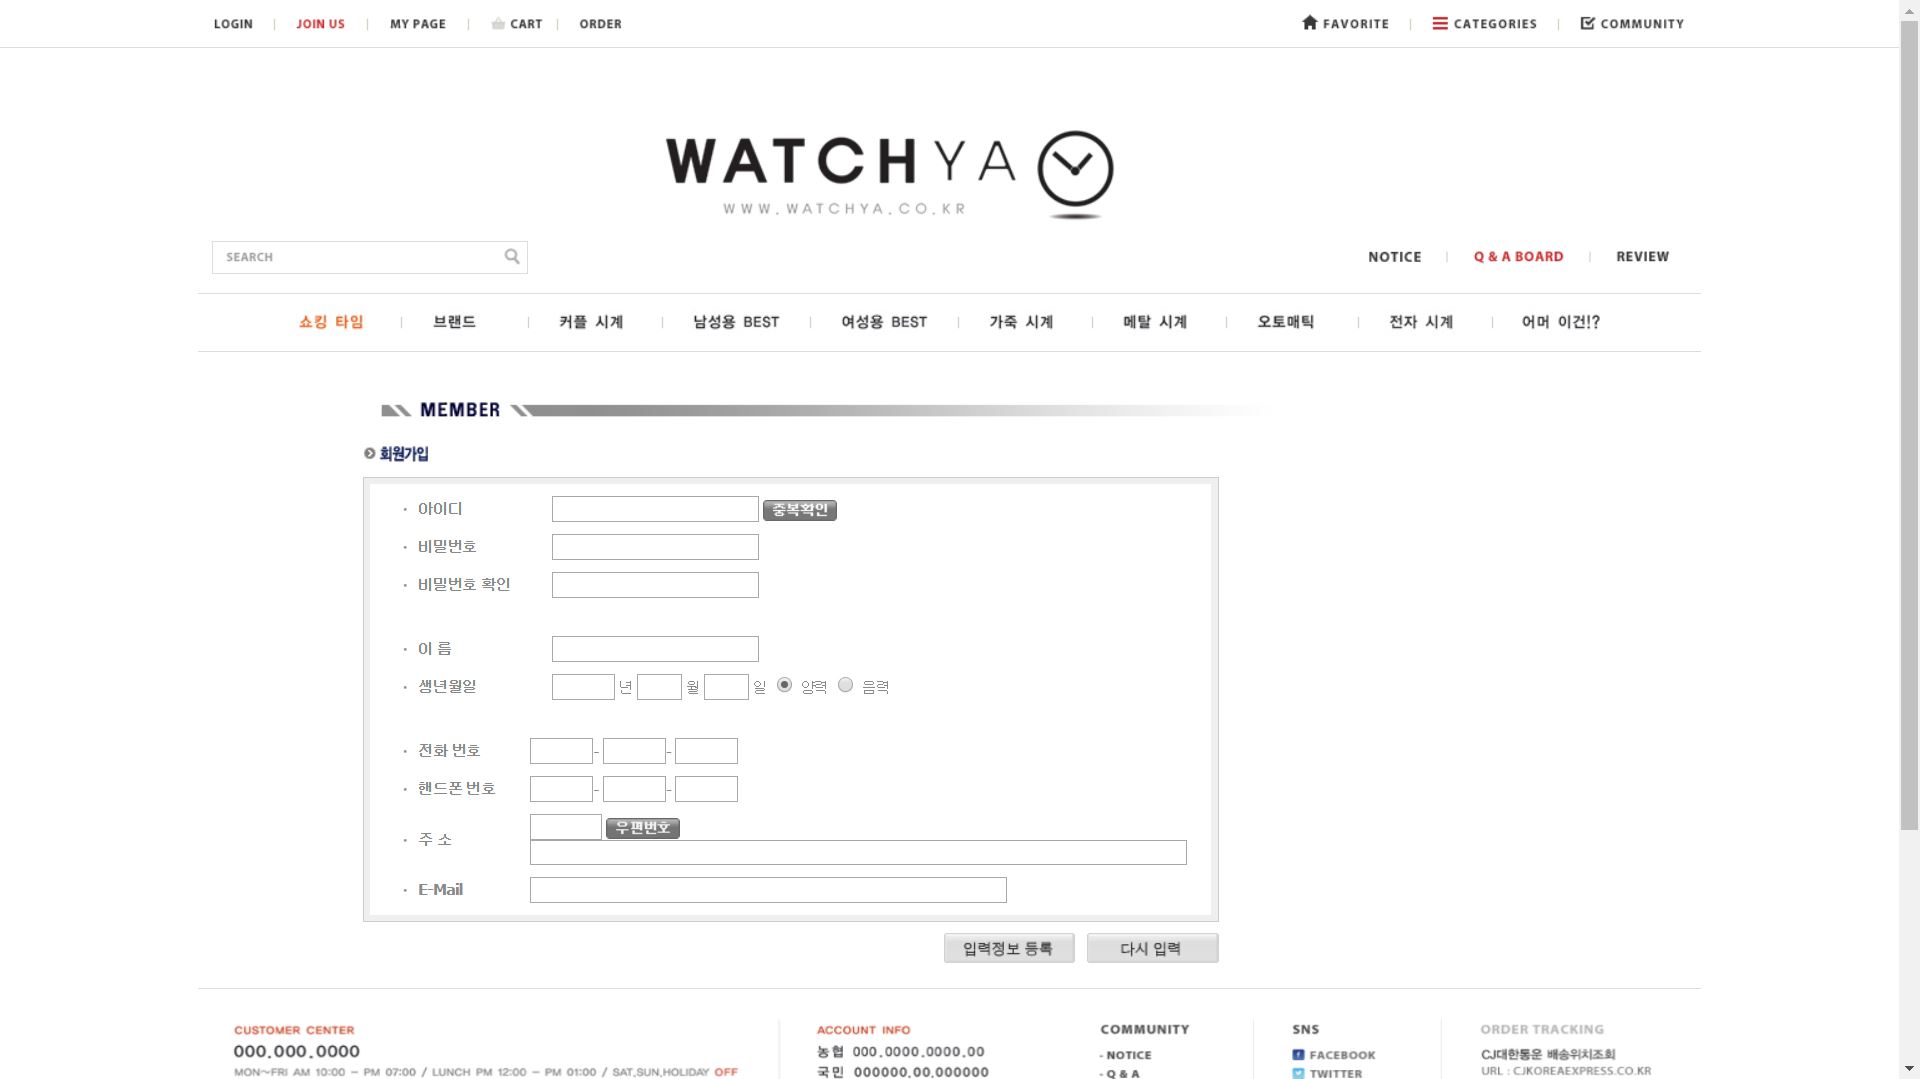 LOGIN JOIN US MY PAGE CART ORDER FAVORITE CATEGORIES COMMUNITY
WATCHYA
WWW.WATCHYA.CO.KR
SEARCH NOTICE Q & A BOARD REVIEW
쇼킹 타임 브랜드 커플 시계 남성용 BEST 여성용 BEST 가죽 시계 메탈 시계 오토매틱 전자 시계 어머 이건!?
MEMBER
회원가입
· 아이디 중복확인
· 비밀번호
· 비밀번호 확인
· 이 름
· 생년월일 년 월 일 양력 음력
· 전화 번호 - -
· 핸드폰 번호 - -
· 주 소 우편번호
· E-Mail
입력정보 등록 다시 입력
CUSTOMER CENTER
000.000.0000
MON~FRI AM 10:00 - PM 07:00 / LUNCH PM 12:00 - PM 01:00 / SAT,SUN,HOLIDAY OFF
ACCOUNT INFO
농협 000.0000.0000.00
국민 000000.00.000000
COMMUNITY
- NOTICE
- Q & A
SNS
FACEBOOK
TWITTER
ORDER TRACKING
CJ대한통운 배송위치조회
URL : CJKOREAEXPRESS.CO.KR